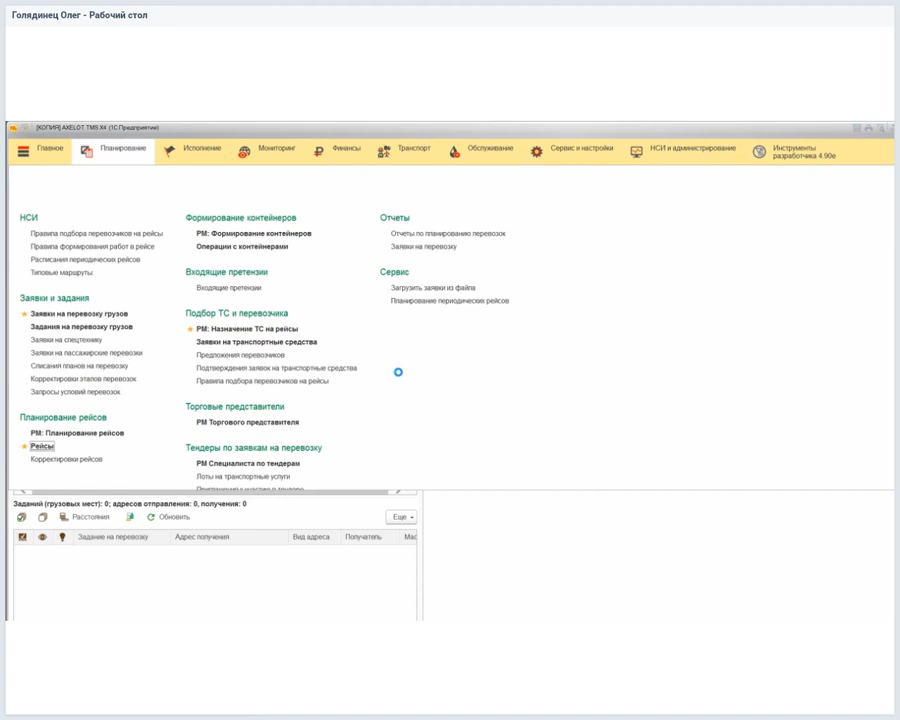 Голядинец Олег - Рабочий стол
[КОПИЯ] AXELOT TMS X4 (1С:Предприятие)
Главное
Планирование
Исполнение
Мониторинг
Финансы
Транспорт
Обслуживание
Сервис и настройки
НСИ и администрирование
Инструменты
разработчика 4.90e
НСИ
Правила подбора перевозчиков на рейсы
Правила формирования работ в рейсе
Расписания периодических рейсов
Типовые маршруты
Заявки и задания
Заявки на перевозку грузов
Задания на перевозку грузов
Заявки на спецтехнику
Заявки на пассажирские перевозки
Списания планов на перевозку
Корректировки этапов перевозок
Запросы условий перевозок
Планирование рейсов
РМ: Планирование рейсов
Рейсы
Корректировки рейсов
Формирование контейнеров
РМ: Формирование контейнеров
Операции с контейнерами
Входящие претензии
Входящие претензии
Подбор ТС и перевозчика
РМ: Назначение ТС на рейсы
Заявки на транспортные средства
Предложения перевозчиков
Подтверждения заявок на транспортные средства
Правила подбора перевозчиков на рейсы
Торговые представители
РМ Торгового представителя
Тендеры по заявкам на перевозку
РМ Специалиста по тендерам
Лоты на транспортные услуги
Приглашения к участию в тендере
Отчеты
Отчеты по планированию перевозок
Заявки на перевозку
Сервис
Загрузить заявки из файла
Планирование периодических рейсов
Заданий (грузовых мест): 0; адресов отправления: 0, получения: 0
Расстояния
Обновить
Еще
Задание на перевозку
Адрес получения
Вид адреса
Получатель
Мас